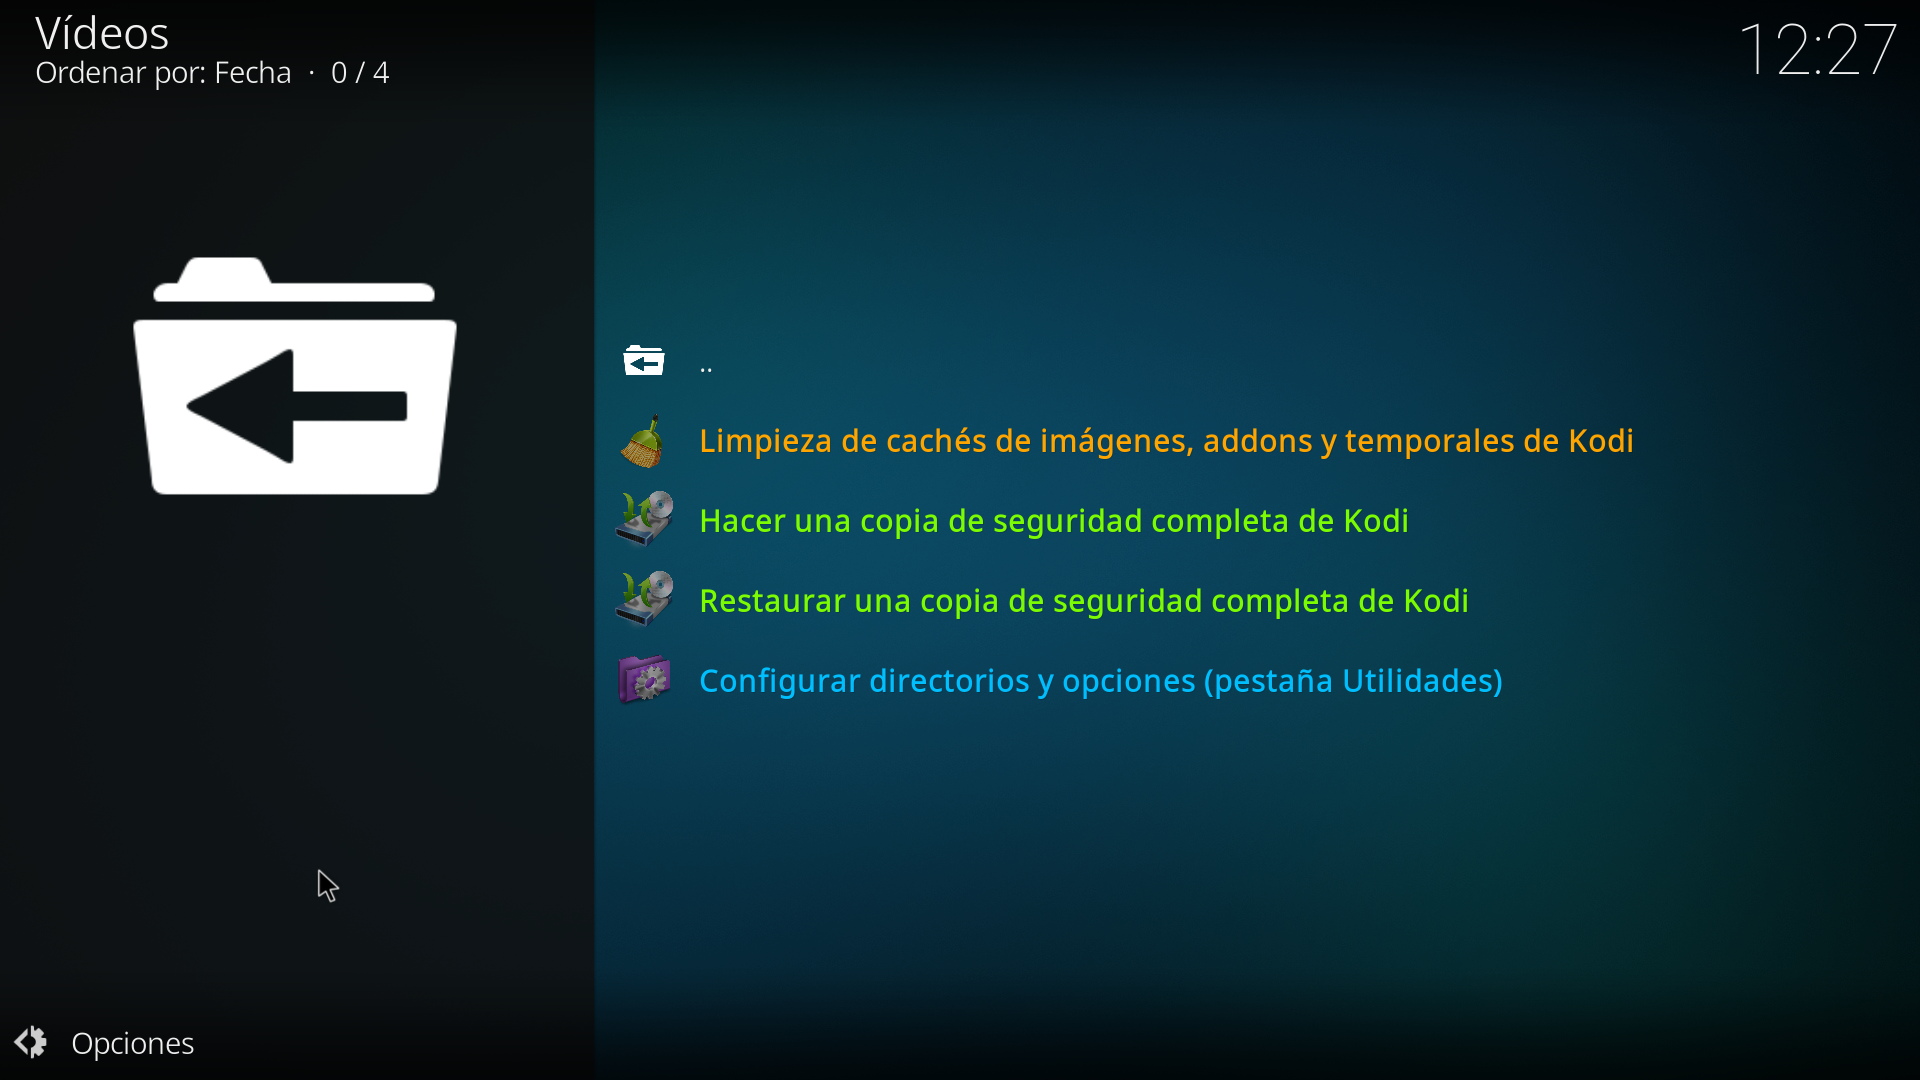 Vídeos
Ordenar por: Fecha · 0 / 4
12:27
..
Limpieza de cachés de imágenes, addons y temporales de Kodi
Hacer una copia de seguridad completa de Kodi
Restaurar una copia de seguridad completa de Kodi
Configurar directorios y opciones (pestaña Utilidades)
Opciones